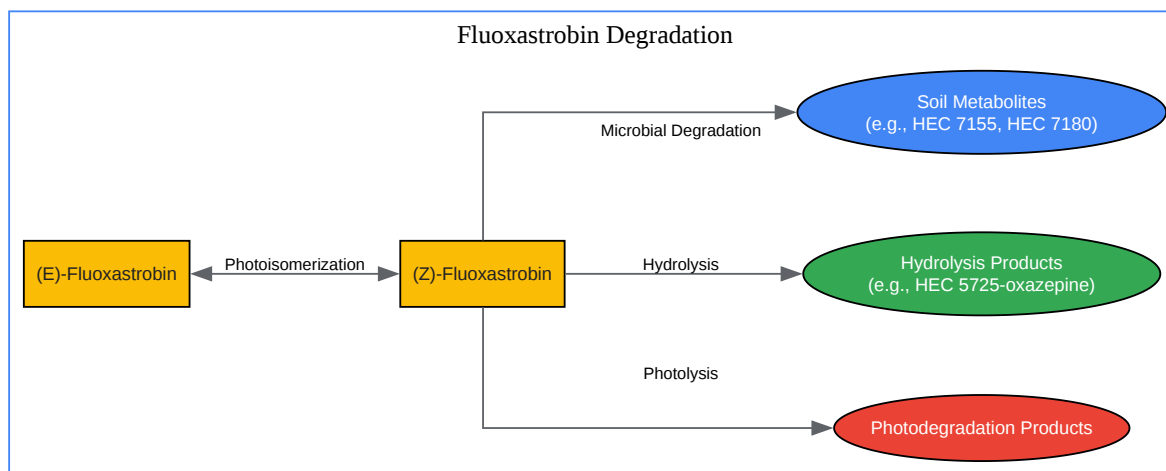 Fluoxastrobin Degradation
Soil Metabolites
(e.g., HEC 7155, HEC 7180)
Microbial Degradation
(E)-Fluoxastrobin
Photoisomerization
(Z)-Fluoxastrobin
Hydrolysis
Hydrolysis Products
(e.g., HEC 5725-oxazepine)
Photolysis
Photodegradation Products